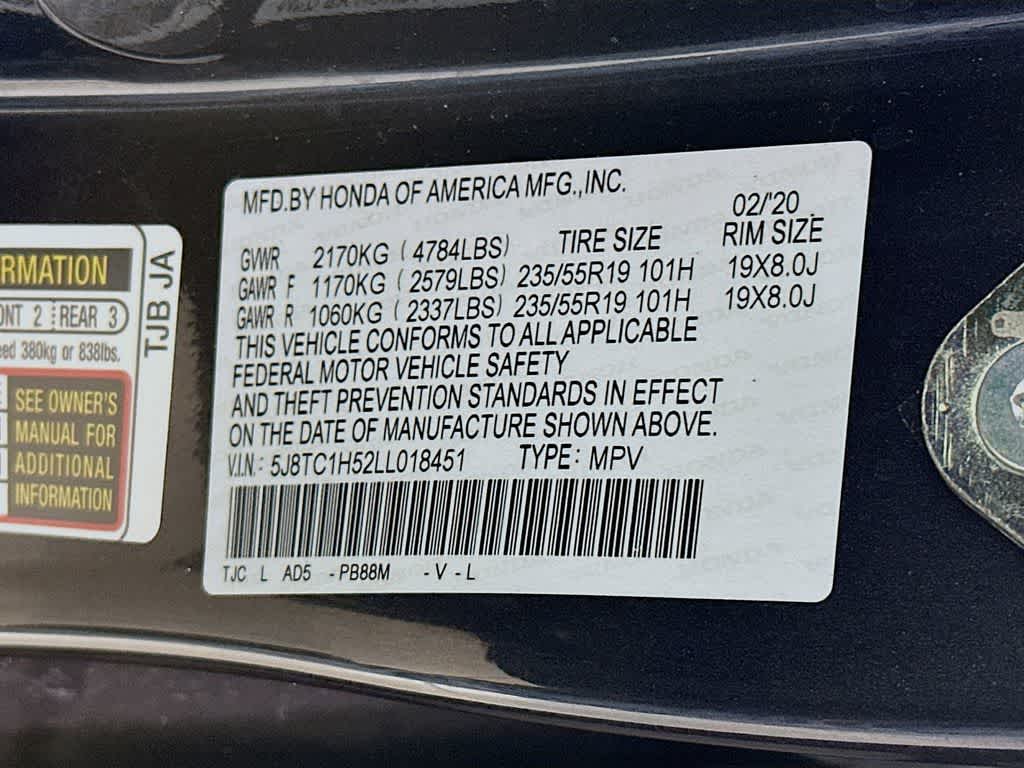 RMATION
ONT 2 REAR 3
eed 380kg or 838lbs.
SEE OWNER'S
MANUAL FOR
ADDITIONAL
INFORMATION
TJB JA
MFD.BY HONDA OF AMERICA MFG.,INC.
02/'20
GVWR 2170KG ( 4784LBS) TIRE SIZE RIM SIZE
GAWR F 1170KG ( 2579LBS) 235/55R19 101H 19X8.0J
GAWR R 1060KG ( 2337LBS) 235/55R19 101H 19X8.0J
THIS VEHICLE CONFORMS TO ALL APPLICABLE
FEDERAL MOTOR VEHICLE SAFETY
AND THEFT PREVENTION STANDARDS IN EFFECT
ON THE DATE OF MANUFACTURE SHOWN ABOVE.
V.I.N.: 5J8TC1H52LL018451 TYPE: MPV
TJC L AD5 -PB88M -V-L